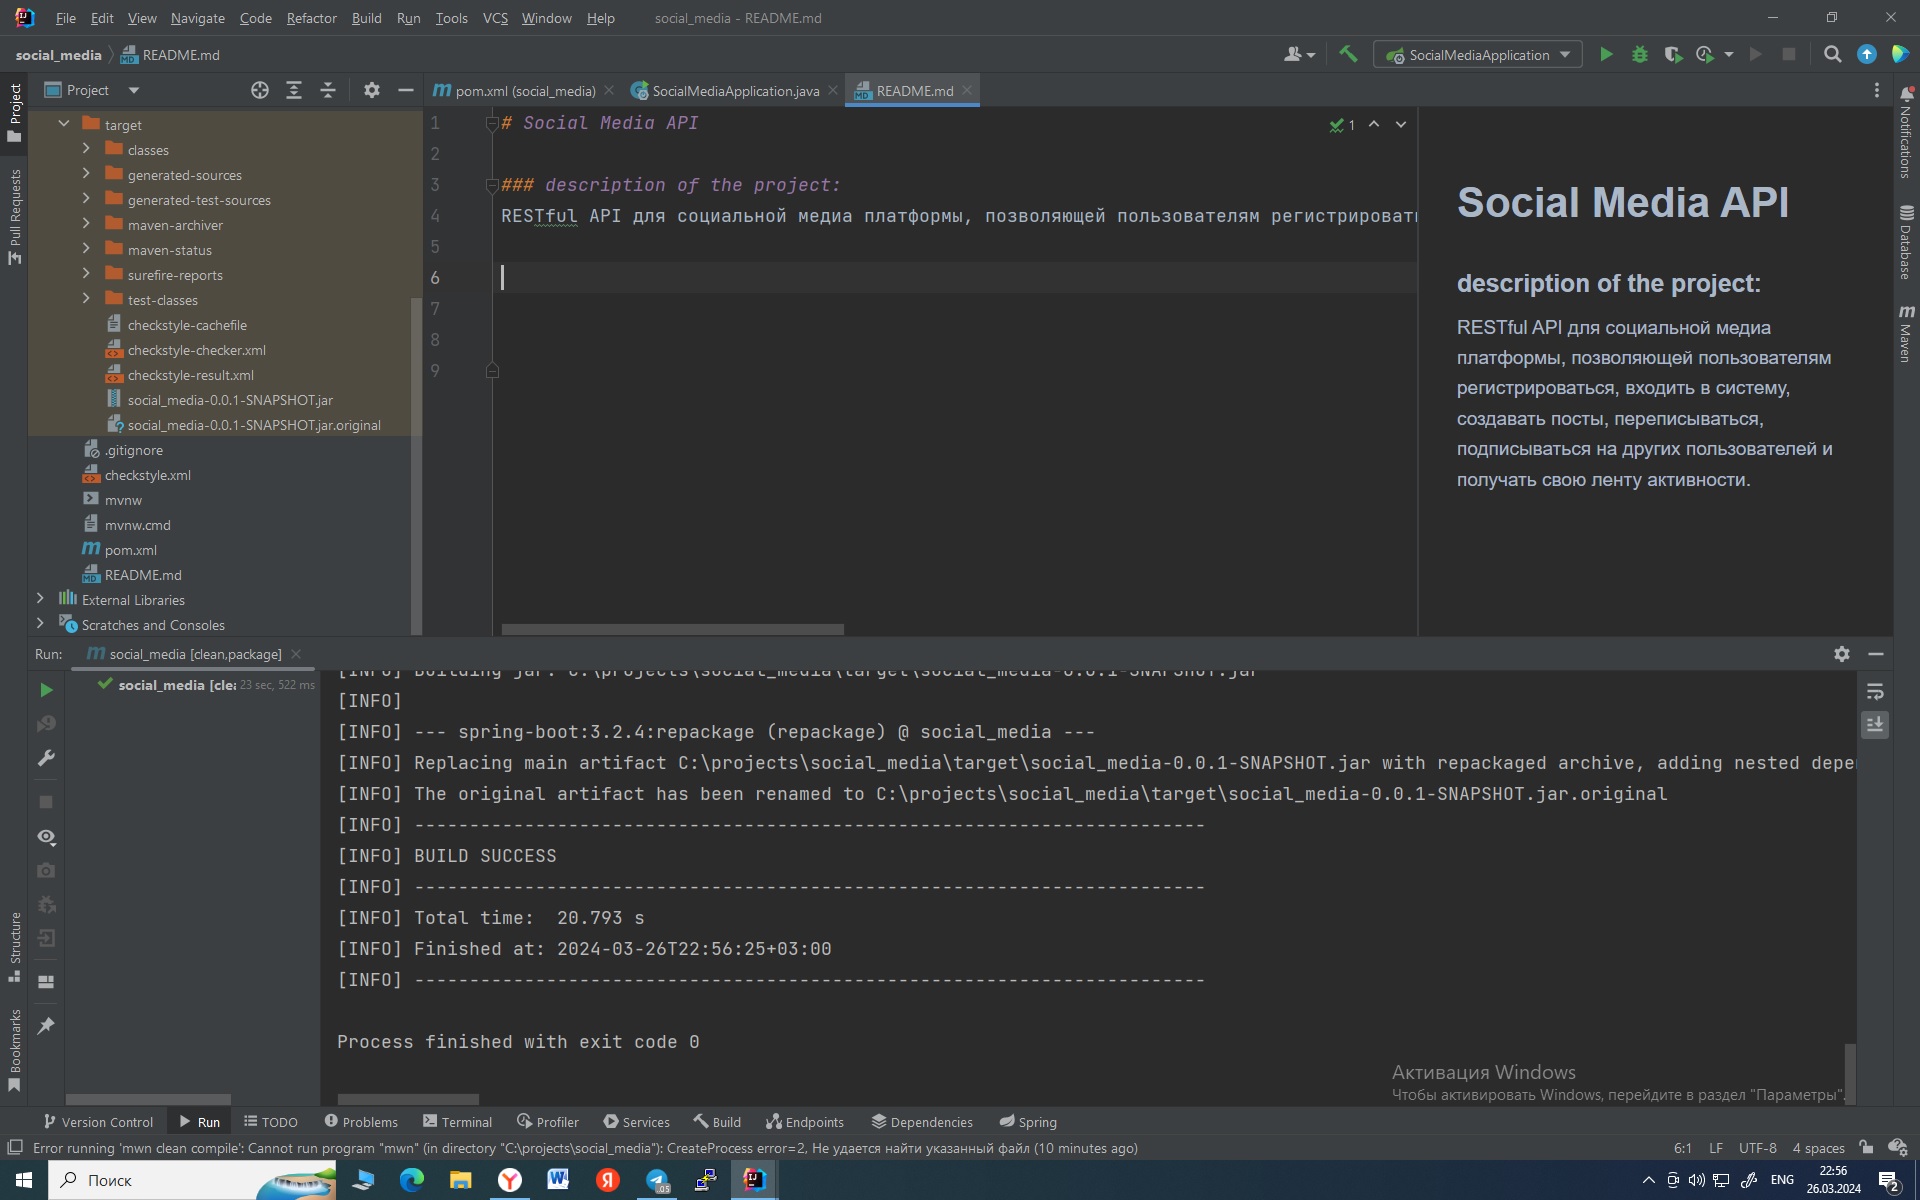 File Edit View Navigate Code Refactor Build Run Tools VCS Window Help social_media - README.md
social_media README.md SocialMediaApplication
Project pom.xml (social_media) SocialMediaApplication.java README.md
Project
Pull Requests
target
classes
generated-sources
generated-test-sources
maven-archiver
maven-status
surefire-reports
test-classes
checkstyle-cachefile
checkstyle-checker.xml
checkstyle-result.xml
social_media-0.0.1-SNAPSHOT.jar
social_media-0.0.1-SNAPSHOT.jar.original
.gitignore
checkstyle.xml
mvnw
mvnw.cmd
pom.xml
README.md
External Libraries
Scratches and Consoles
1 # Social Media API
2
3 ### description of the project:
4 RESTful API для социальной медиа платформы, позволяющей пользователям регистрироват
5
6
7
8
9
1
Social Media API
description of the project:
RESTful API для социальной медиа
платформы, позволяющей пользователям
регистрироваться, входить в систему,
создавать посты, переписываться,
подписываться на других пользователей и
получать свою ленту активности.
Notifications
Database
Maven
Run: social_media [clean,package]
social_media [clea 23 sec, 522 ms
[INFO] Building jar: C:\projects\social_media\target\social_media-0.0.1-SNAPSHOT.jar
[INFO]
[INFO] --- spring-boot:3.2.4:repackage (repackage) @ social_media ---
[INFO] Replacing main artifact C:\projects\social_media\target\social_media-0.0.1-SNAPSHOT.jar with repackaged archive, adding nested depe
[INFO] The original artifact has been renamed to C:\projects\social_media\target\social_media-0.0.1-SNAPSHOT.jar.original
[INFO] ------------------------------------------------------------------------
[INFO] BUILD SUCCESS
[INFO] ------------------------------------------------------------------------
[INFO] Total time:  20.793 s
[INFO] Finished at: 2024-03-26T22:56:25+03:00
[INFO] ------------------------------------------------------------------------
Process finished with exit code 0
Активация Windows
Чтобы активировать Windows, перейдите в раздел "Параметры".
Structure
Bookmarks
Version Control Run TODO Problems Terminal Profiler Services Build Endpoints Dependencies Spring
Error running 'mwn clean compile': Cannot run program "mwn" (in directory "C:\projects\social_media"): CreateProcess error=2, Не удается найти указанный файл (10 minutes ago) 6:1 LF UTF-8 4 spaces
Поиск ENG 22:56
26.03.2024
2